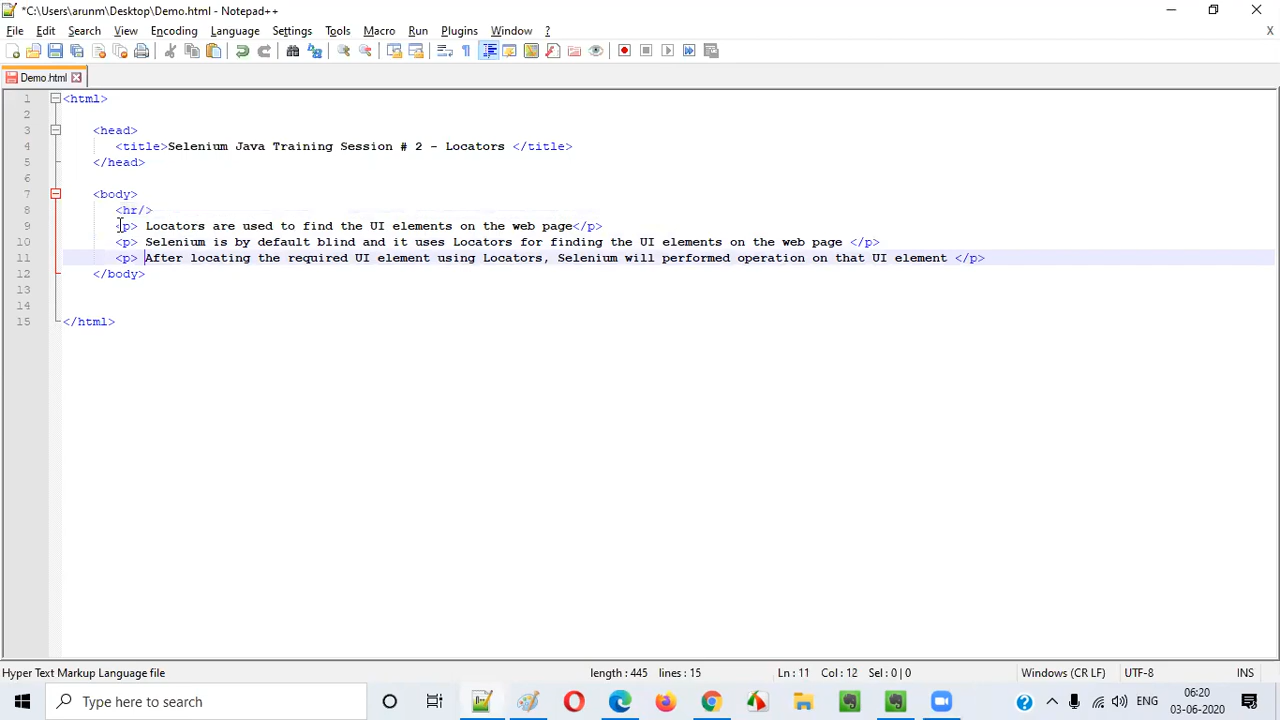 *C:\Users\arunm\Desktop\Demo.html - Notepad++
File Edit Search View Encoding Language Settings Tools Macro Run Plugins Window ? X
Demo.html
1 <html>
2
3 <head>
4 <title>Selenium Java Training Session # 2 - Locators </title>
5 </head>
6
7 <body>
8 <hr/>
9 <p> Locators are used to find the UI elements on the web page</p>
10 <p> Selenium is by default blind and it uses Locators for finding the UI elements on the web page </p>
11 <p> After locating the required UI element using Locators, Selenium will performed operation on that UI element </p>
12 </body>
13
14
15 </html>
Hyper Text Markup Language file length : 445 lines : 15 Ln : 11 Col : 12 Sel : 0 | 0 Windows (CR LF) UTF-8 INS
Type here to search ENG 06:20
03-06-2020